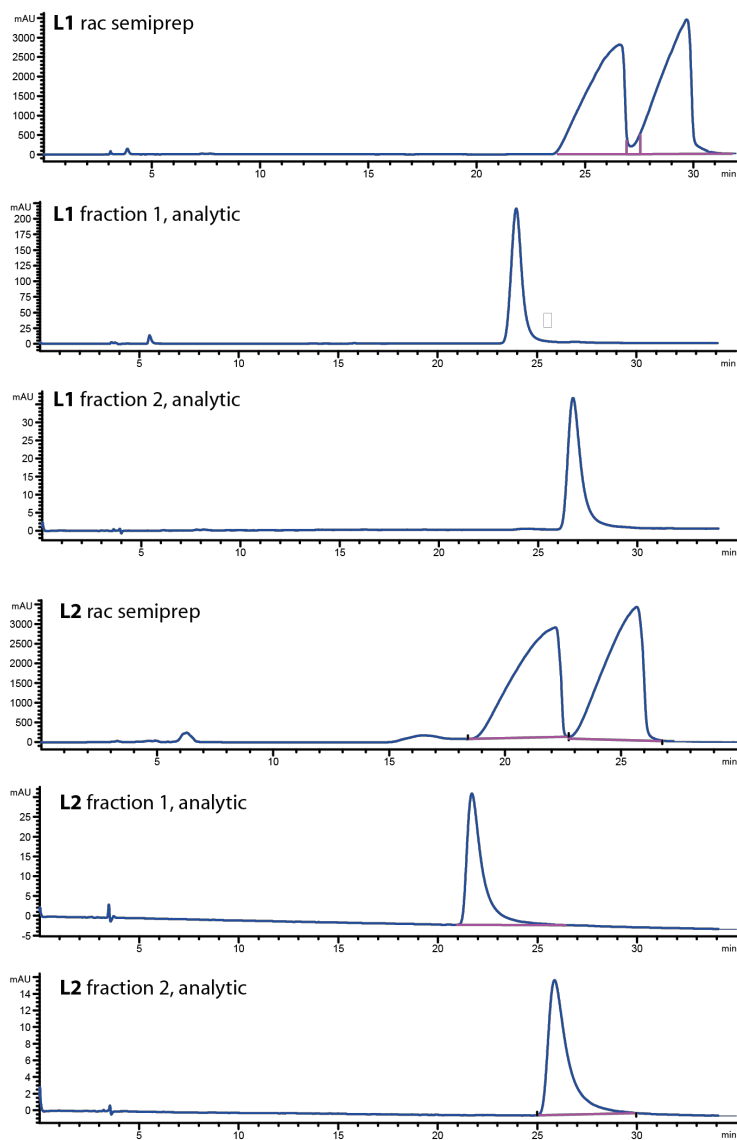 L1 rac semiprep
mAU
3000
2500
2000
1500
1000
500
0
5 10 15 20 25 30 min
L1 fraction 1, analytic
mAU
200
175
150
125
100
75
50
25
0
5 10 15 20 25 30 min
L1 fraction 2, analytic
mAU
30
25
20
15
10
5
0
5 10 15 20 25 30 min
L2 rac semiprep
mAU
3000
2500
2000
1500
1000
500
0
5 10 15 20 25 min
L2 fraction 1, analytic
mAU
25
20
15
10
5
0
-5
5 10 15 20 25 30 min
L2 fraction 2, analytic
mAU
14
12
10
8
6
4
2
0
5 10 15 20 25 30 min